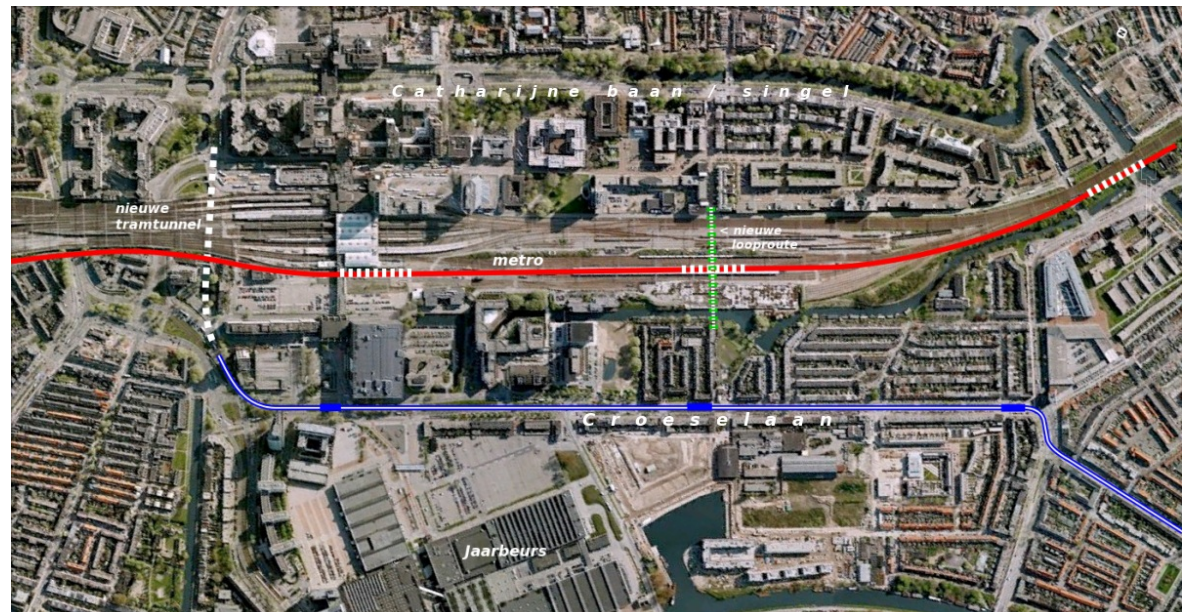 Catharijne baan / singel
nieuwe
tramtunnel
< nieuwe
looproute
metro
Croeselaan
Jaarbeurs